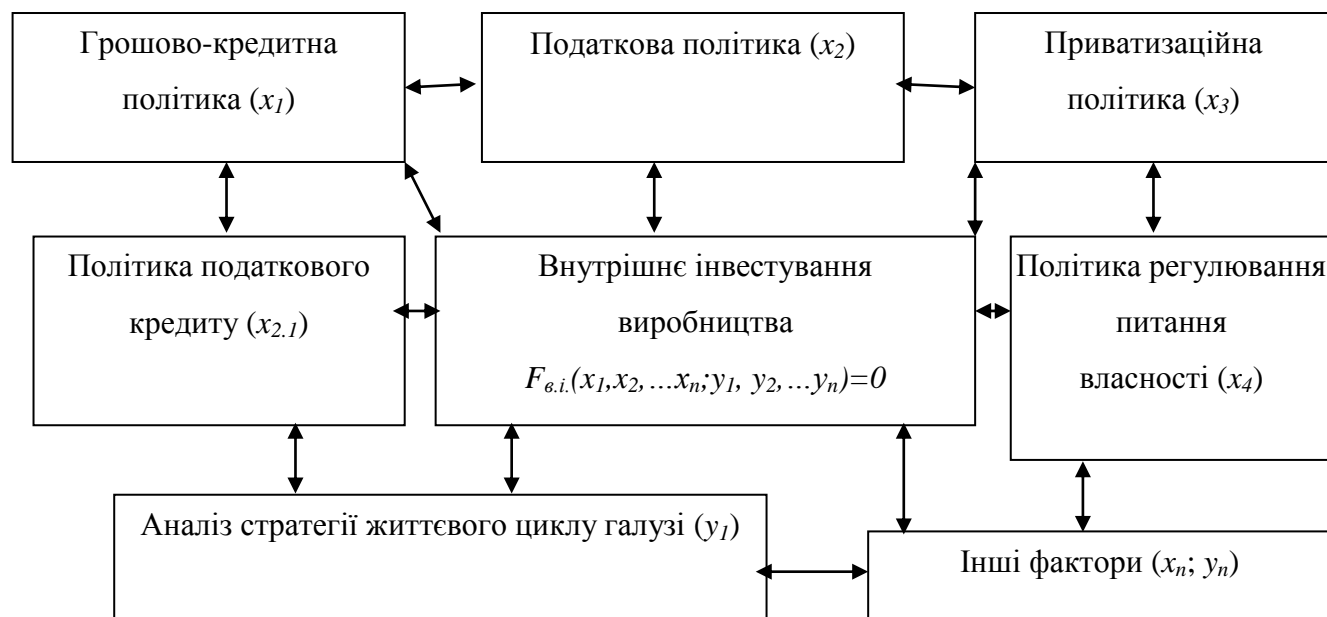 Грошово-кредитна
політика (x1)
Податкова політика (x2)
Приватизаційна
політика (x3)
Політика податкового
кредиту (x2.1)
Внутрішнє інвестування
виробництва
Fв.і.(x1,x2,...xn;y1, y2,...yn)=0
Політика регулювання
питання
власності (x4)
Аналіз стратегії життєвого циклу галузі (y1)
Інші фактори (xn; yn)